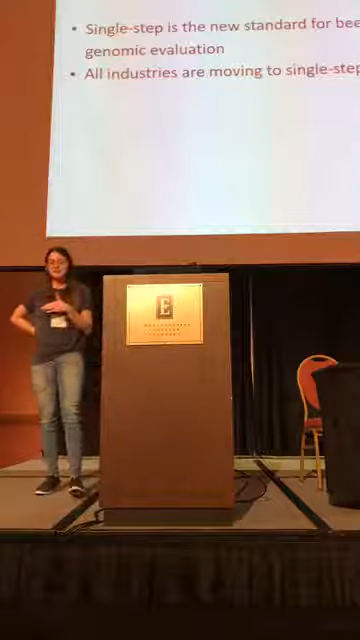 • Single-step is the new standard for bee
genomic evaluation
• All industries are moving to single-step
E